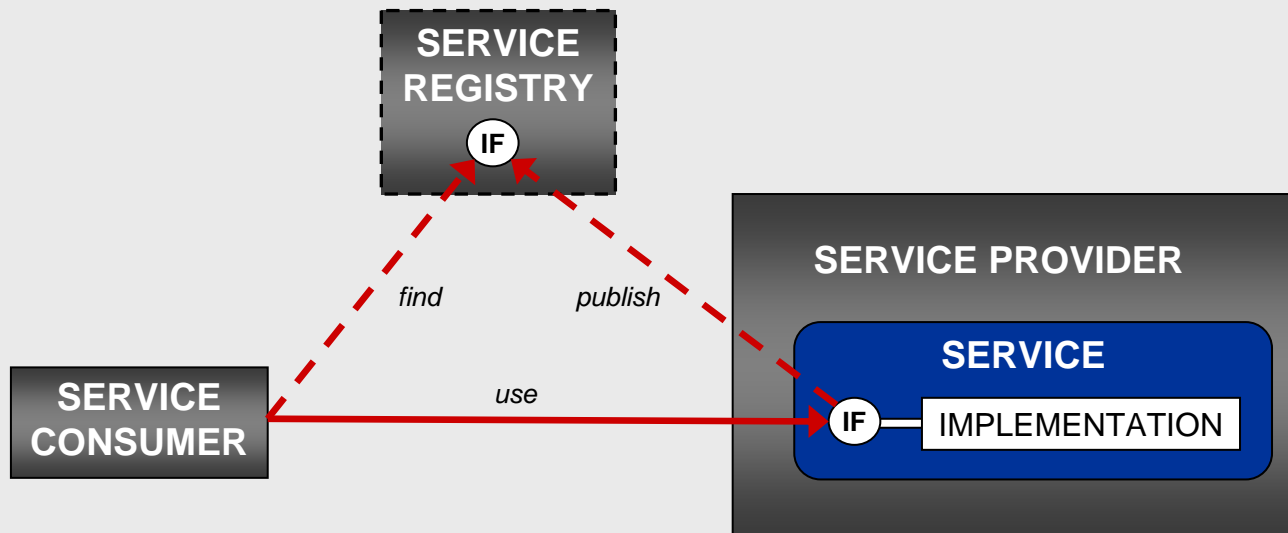 SERVICE
REGISTRY
IF
SERVICE PROVIDER
find
publish
SERVICE
use
SERVICE
CONSUMER
IF
IMPLEMENTATION